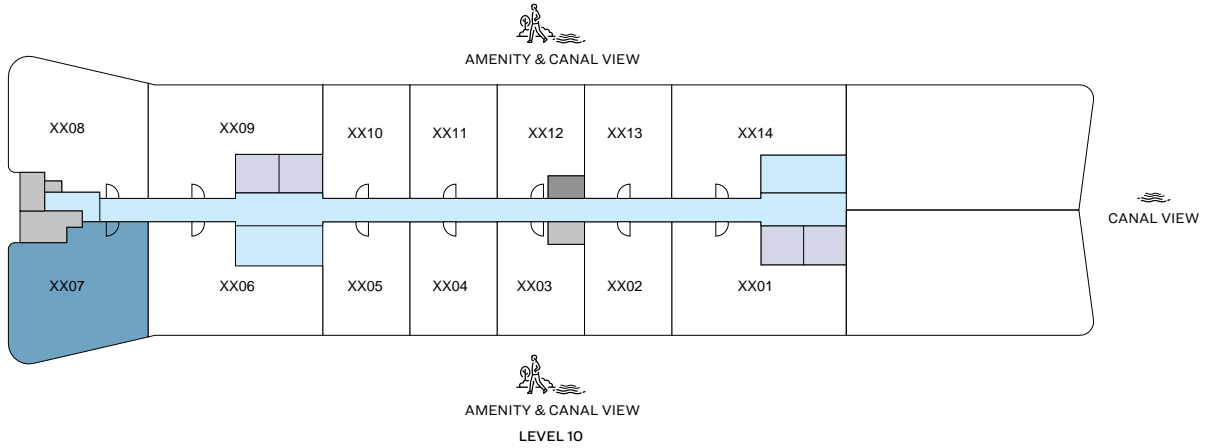 AMENITY & CANAL VIEW
XX08
XX09
XX10
XX11
XX12
XX13
XX14
CANAL VIEW
XX07
XX06
XX05
XX04
XX03
XX02
XX01
AMENITY & CANAL VIEW
LEVEL 10